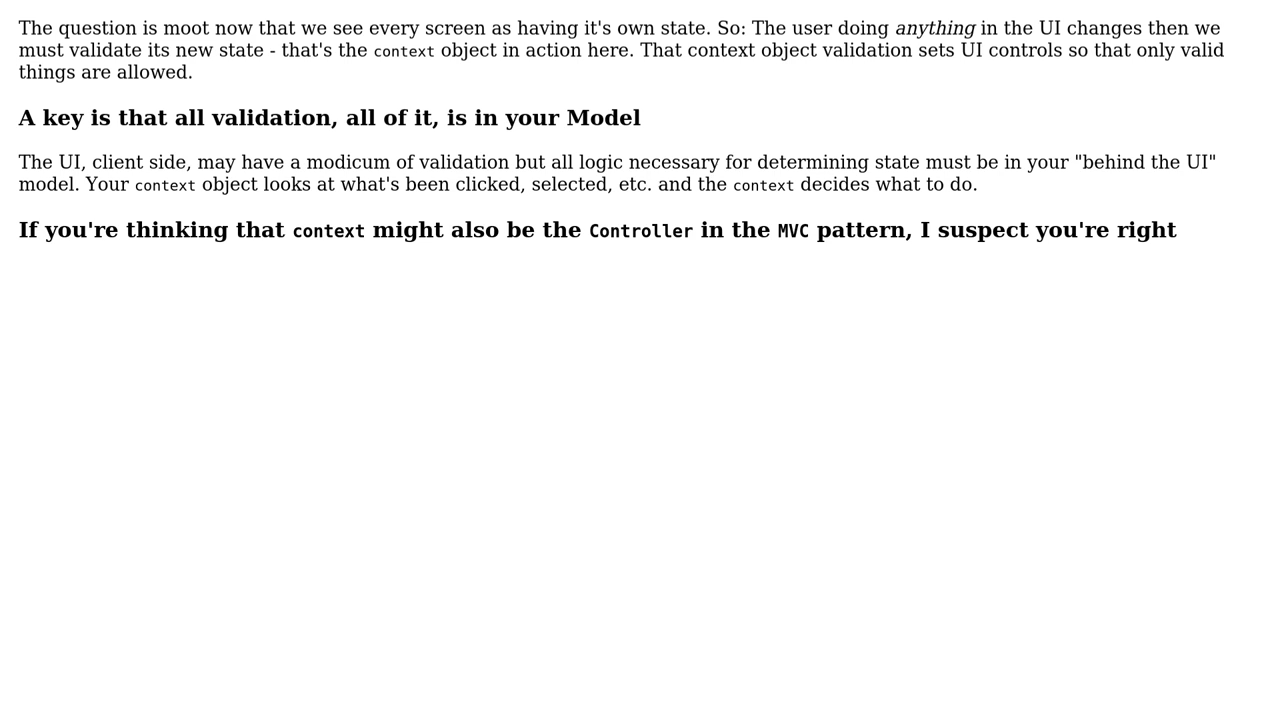 The question is moot now that we see every screen as having it's own state. So: The user doing anything in the UI changes then we
must validate its new state - that's the context object in action here. That context object validation sets UI controls so that only valid
things are allowed.
A key is that all validation, all of it, is in your Model
The UI, client side, may have a modicum of validation but all logic necessary for determining state must be in your "behind the UI"
model. Your context object looks at what's been clicked, selected, etc. and the context decides what to do.
If you're thinking that context might also be the Controller in the MVC pattern, I suspect you're right